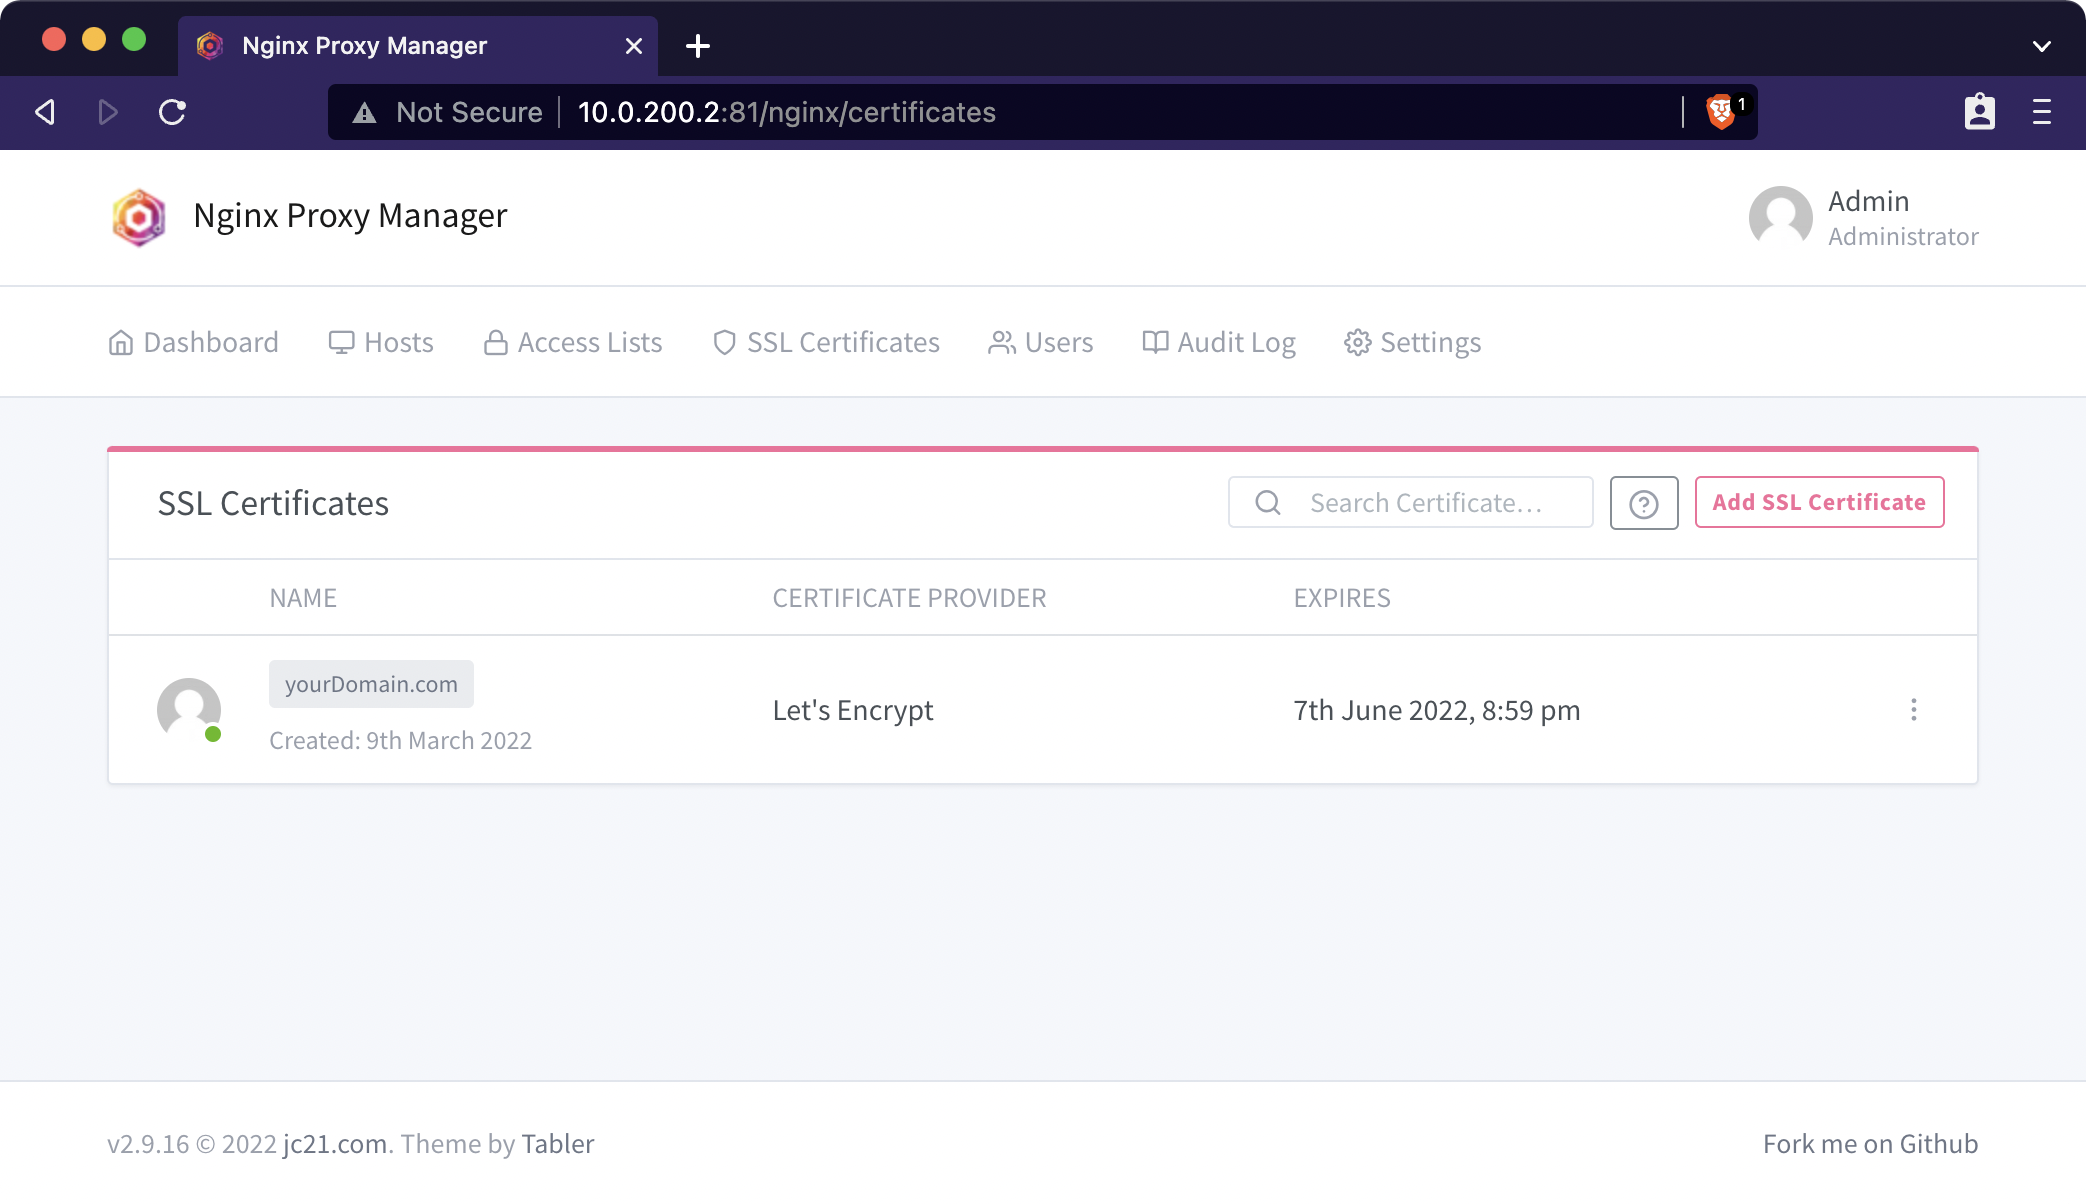 Nginx Proxy Manager
Not Secure 10.0.200.2:81/nginx/certificates 1
Nginx Proxy Manager
Admin
Administrator
Dashboard Hosts Access Lists SSL Certificates Users Audit Log Settings
SSL Certificates Search Certificate… Add SSL Certificate
NAME CERTIFICATE PROVIDER EXPIRES
yourDomain.com
Let's Encrypt 7th June 2022, 8:59 pm
Created: 9th March 2022
v2.9.16 © 2022 jc21.com. Theme by Tabler Fork me on Github